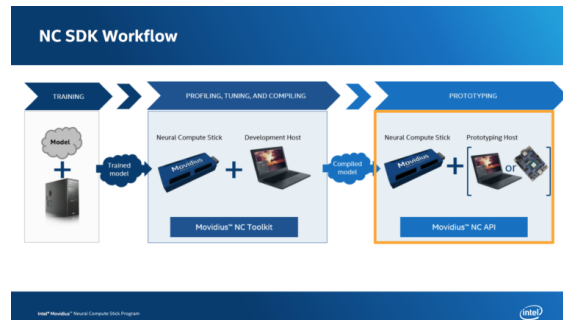 NC SDK Workflow
TRAINING
PROFILING, TUNING, AND COMPILING
PROTOTYPING
Model
Trained
model
Neural Compute Stick
Development Host
Movidius
Movidius™ NC Toolkit
Compiled
model
Neural Compute Stick
Prototyping Host
Movidius
or
Movidius™ NC API
Intel® Movidius™ Neural Compute Stick Program
intel